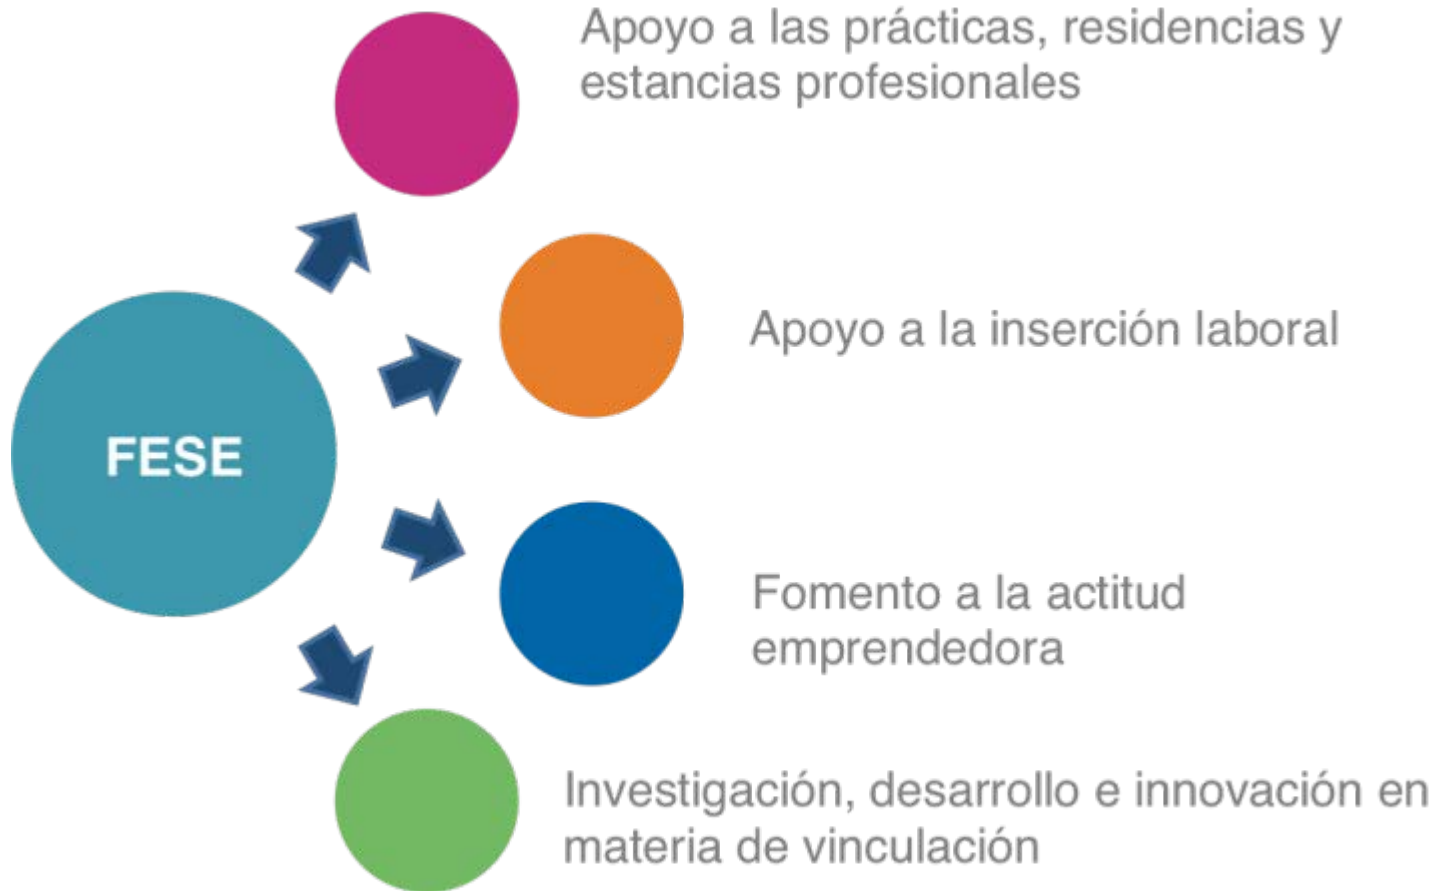 Apoyo a las prácticas, residencias y
estancias profesionales
Apoyo a la inserción laboral
FESE
Fomento a la actitud
emprendedora
Investigación, desarrollo e innovación en
materia de vinculación